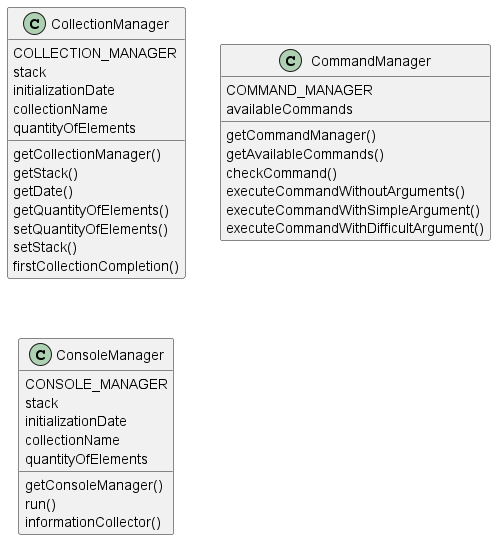 C CollectionManager
COLLECTION_MANAGER
stack
initializationDate
collectionName
quantityOfElements
getCollectionManager()
getStack()
getDate()
getQuantityOfElements()
setQuantityOfElements()
setStack()
firstCollectionCompletion()
C CommandManager
COMMAND_MANAGER
availableCommands
getCommandManager()
getAvailableCommands()
checkCommand()
executeCommandWithoutArguments()
executeCommandWithSimpleArgument()
executeCommandWithDifficultArgument()
C ConsoleManager
CONSOLE_MANAGER
stack
initializationDate
collectionName
quantityOfElements
getConsoleManager()
run()
informationCollector()